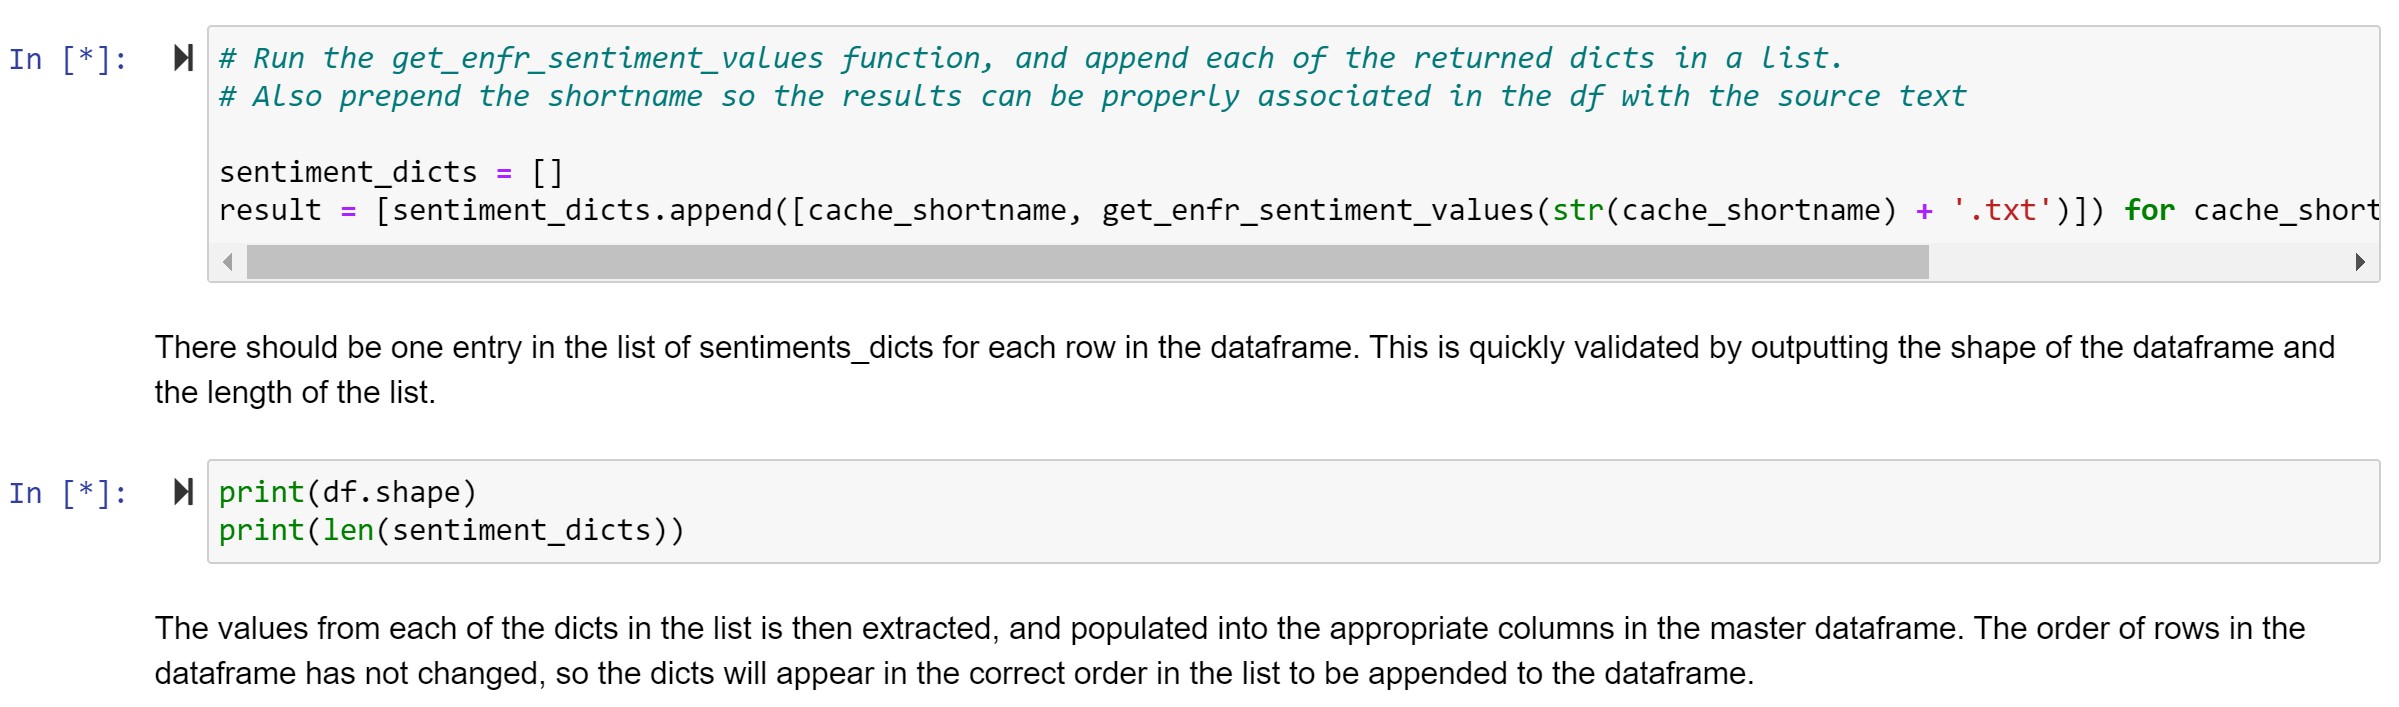 In [*]:
# Run the get_enfr_sentiment_values function, and append each of the returned dicts in a list.
# Also prepend the shortname so the results can be properly associated in the df with the source text
sentiment_dicts = []
result = [sentiment_dicts.append([cache_shortname, get_enfr_sentiment_values(str(cache_shortname) + '.txt')]) for cache_short
There should be one entry in the list of sentiments_dicts for each row in the dataframe. This is quickly validated by outputting the shape of the dataframe and
the length of the list.
In [*]:
print(df.shape)
print(len(sentiment_dicts))
The values from each of the dicts in the list is then extracted, and populated into the appropriate columns in the master dataframe. The order of rows in the
dataframe has not changed, so the dicts will appear in the correct order in the list to be appended to the dataframe.